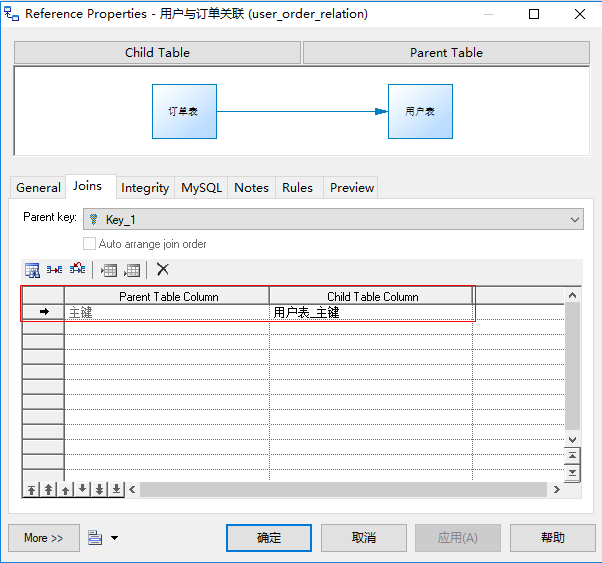 Reference Properties - 用户与订单关联 (user_order_relation)
Child Table Parent Table
订单表 用户表
General Joins Integrity MySQL Notes Rules Preview
Parent key: Key_1
Auto arrange join order
Parent Table Column Child Table Column
主键 用户表_主键
More >> 确定 取消 应用(A) 帮助